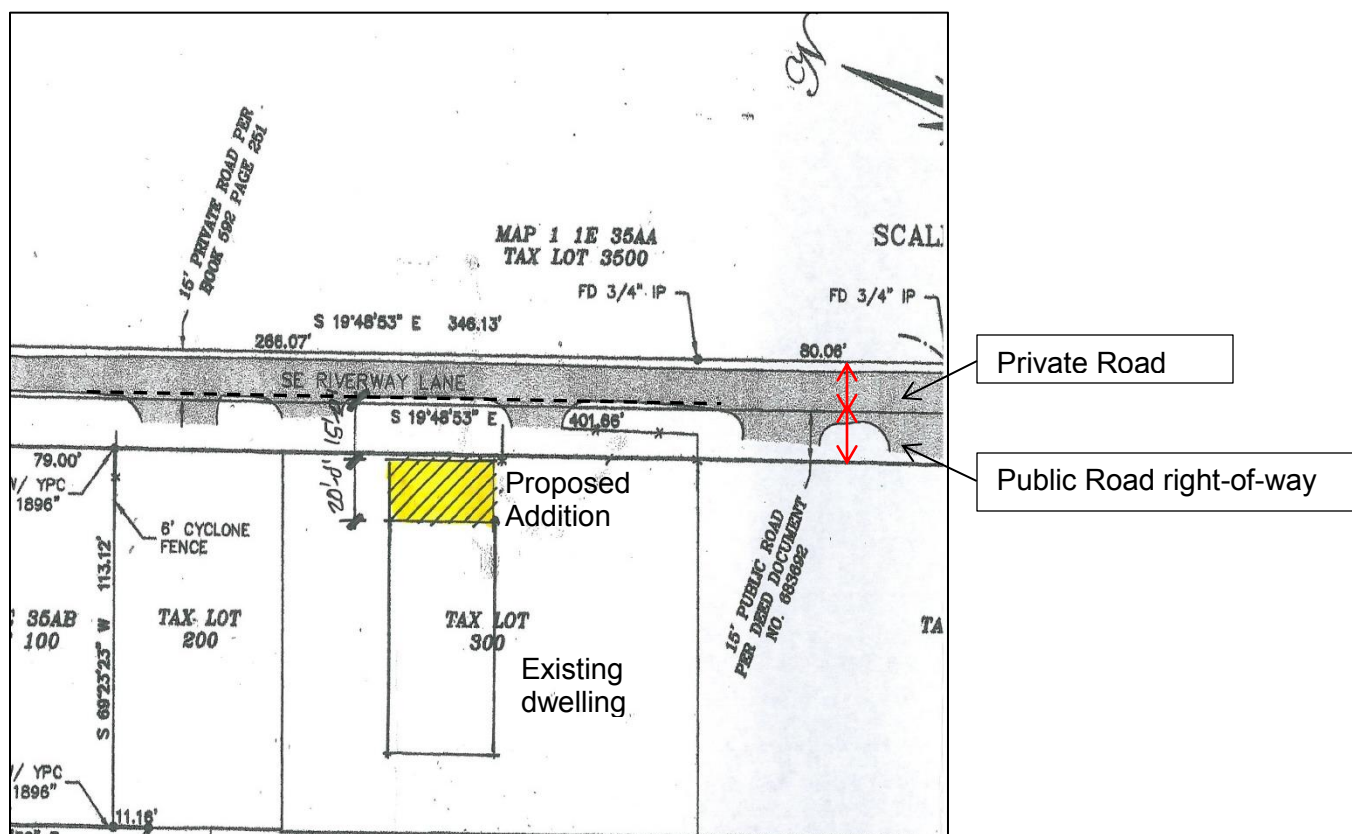 N
15' PRIVATE ROAD PER
BOOK 592 PAGE 251
MAP 1 1E 35AA
TAX LOT 3500
SCAL
FD 3/4" IP
FD 3/4" IP
S 19°48'53" E 346.13'
266.07'
80.06'
Private Road
SE RIVERWAY LANE
S 19°48'53" E
401.66'
79.00'
W/ YPC
1896"
20'-0"
Proposed
Addition
Public Road right-of-way
6' CYCLONE
FENCE
S 69°23'23" W 113.12'
15' PUBLIC ROAD
PER DEED DOCUMENT
NO. 683692
35AB
100
TAX LOT
200
TAX LOT
300
TA
Existing
dwelling
W/ YPC
1896"
11.16'